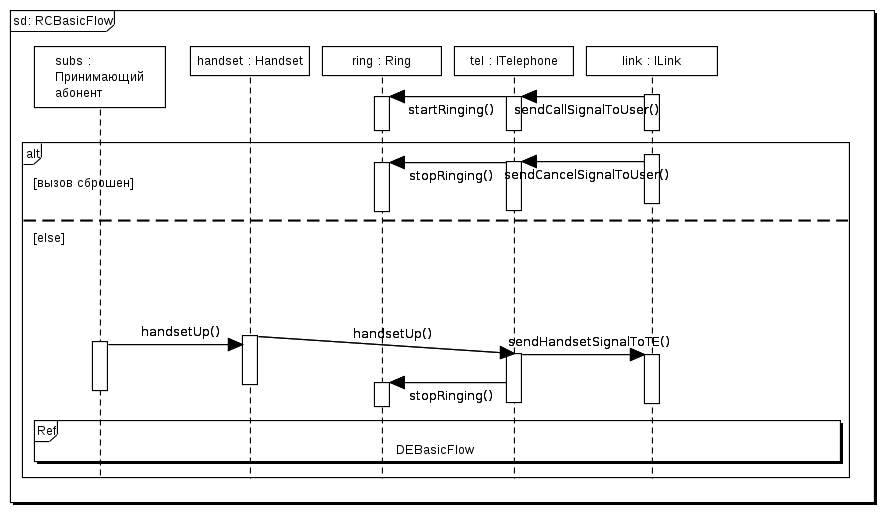 sd: RCBasicFlow
subs :
Принимающий
абонент
handset : Handset
ring : Ring
tel : ITelephone
link : ILink
startRinging()
sendCallSignalToUser()
alt
[вызов сброшен]
stopRinging()
sendCancelSignalToUser()
[else]
handsetUp()
handsetUp()
sendHandsetSignalToTE()
stopRinging()
Ref
DEBasicFlow